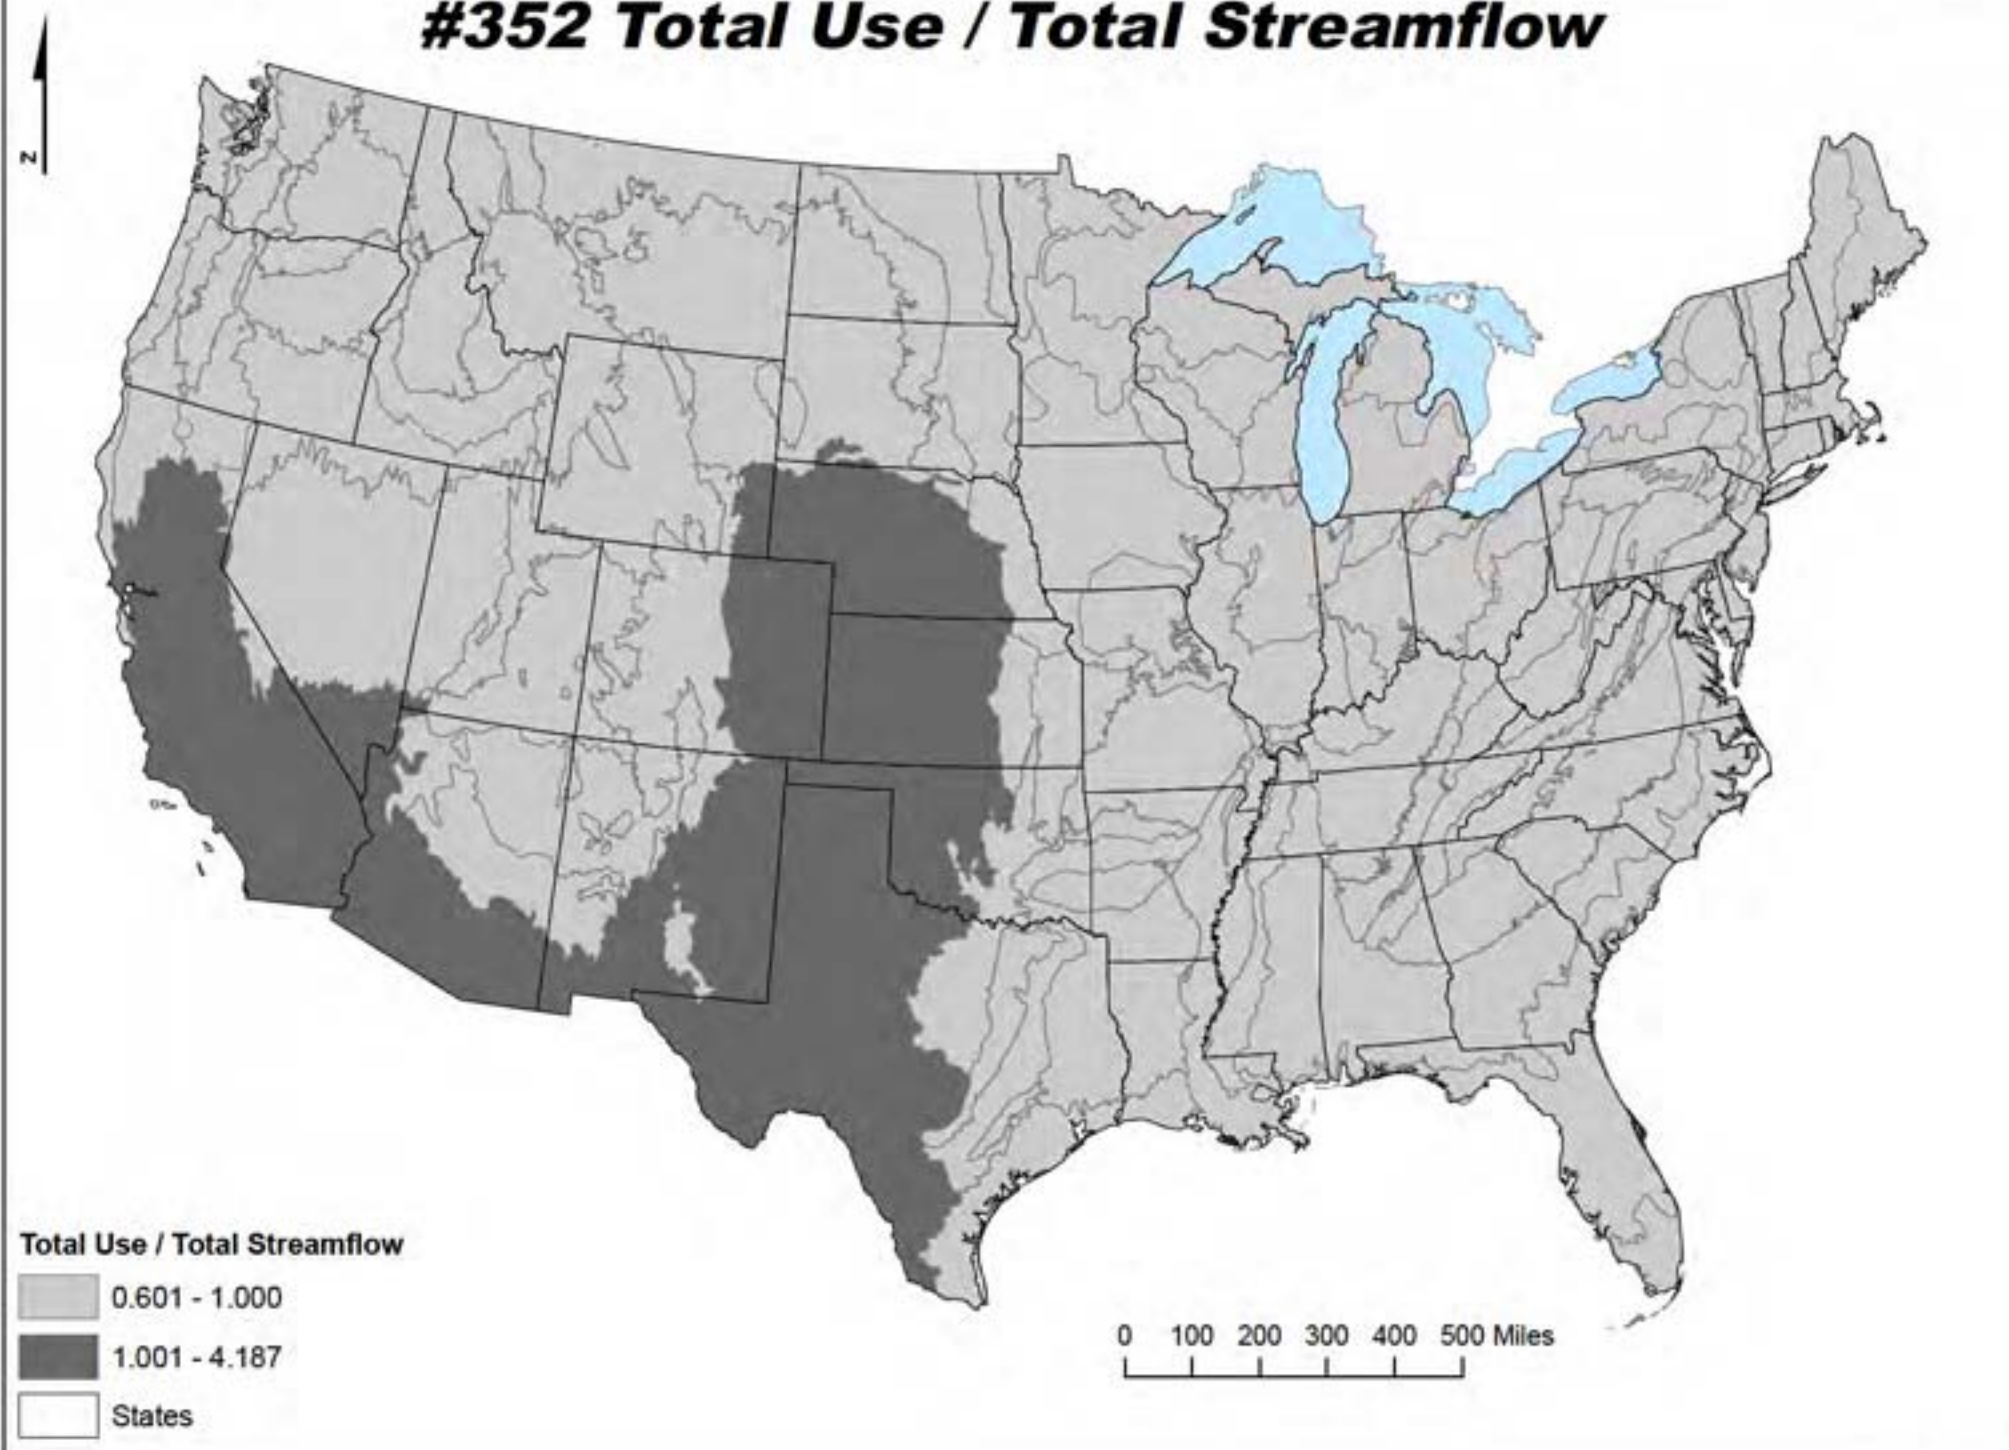 #352 Total Use / Total Streamflow
N
Total Use / Total Streamflow
0.601 - 1.000
1.001 - 4.187
States
0 100 200 300 400 500 Miles